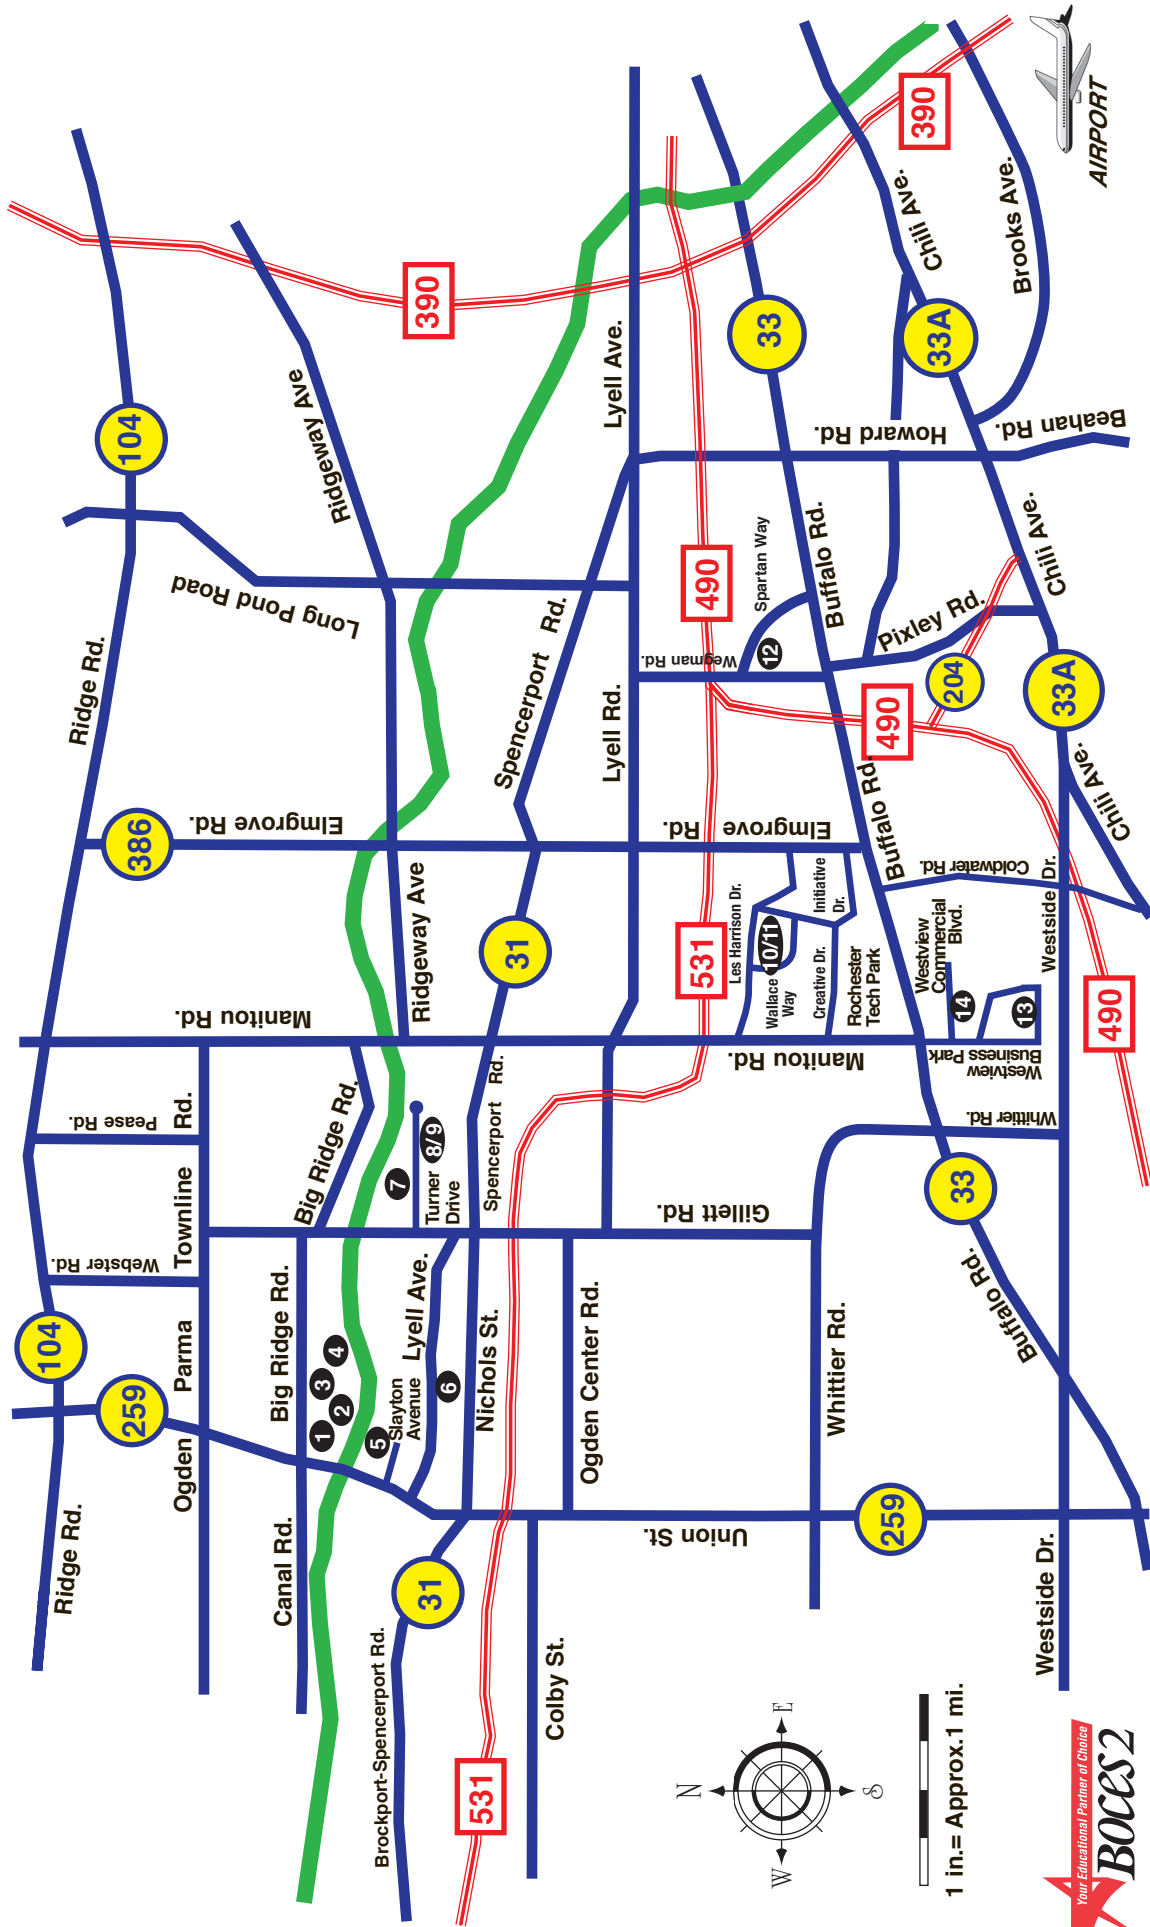 Ridge Rd.
104
259
Ridge Rd.
386
104
390
Webster Rd.
Pease Rd.
Manitou Rd.
Elmgrove Rd.
Long Pond Road
Ridgeway Ave
Ogden Parma Townline Rd.
Canal Rd.
Big Ridge Rd.
Big Ridge Rd.
Ridgeway Ave
390
1
2
3
4
5
Slayton
Avenue
Lyell Ave.
6
7
8/9
Turner
Drive
Brockport-Spencerport Rd.
31
Nichols St.
Spencerport Rd.
31
Spencerport Rd.
531
Colby St.
Ogden Center Rd.
Lyell Rd.
Lyell Ave.
Union St.
Gillett Rd.
Manitou Rd.
531
Elmgrove Rd.
490
Les Harrison Dr.
Wallace
Way
10/11
Creative Dr.
Initiative
Dr.
Rochester
Tech Park
Wegman Rd.
12
Spartan Way
33
Buffalo Rd.
Howard Rd.
Whittier Rd.
259
33
Buffalo Rd.
Whittier Rd.
Westview
Commercial
Blvd.
14
13
Westview
Business Park
Buffalo Rd.
Coldwater Rd.
490
204
Pixley Rd.
Chili Ave.
33A
Chili Ave.
390
Brooks Ave.
Beahan Rd.
Westside Dr.
Westside Dr.
33A
Chili Ave.
490
AIRPORT
N
W
E
S
1 in.= Approx.1 mi.
Your Educational Partner of Choice
BOCES 2